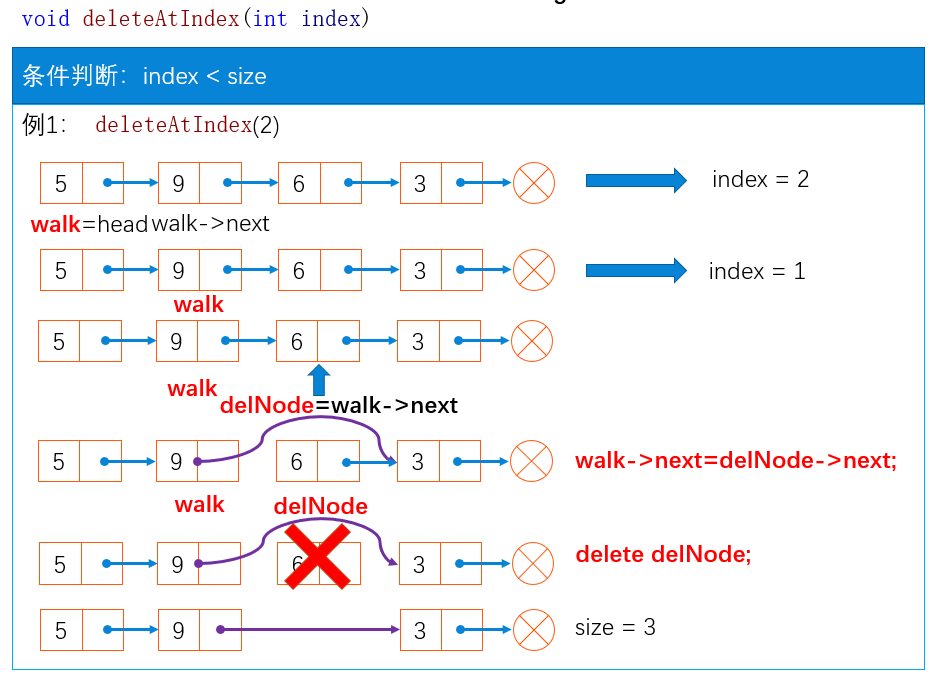 void deleteAtIndex(int index)
条件判断：index < size
例1： deleteAtIndex(2)
5 9 6 3 index = 2
walk=head walk->next
5 9 6 3 index = 1
walk
5 9 6 3
walk
delNode=walk->next
5 9 6 3 walk->next=delNode->next;
walk delNode
5 9 6 3 delete delNode;
5 9 3 size = 3